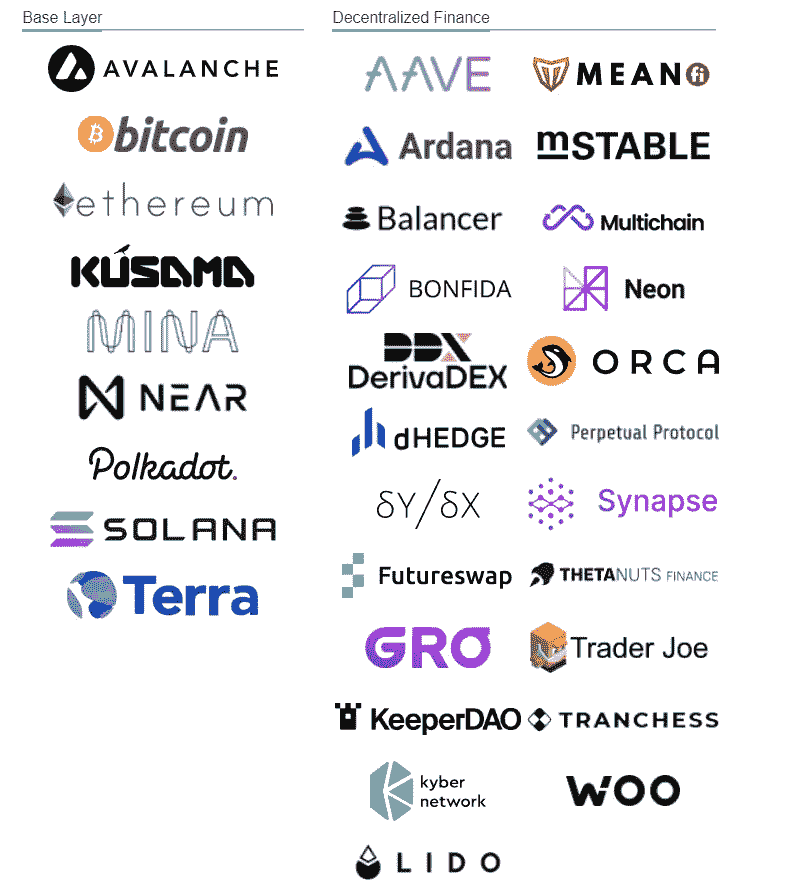 Base Layer
AVALANCHE
bitcoin
ethereum
KUSAMA
MINA
NEAR
Polkadot.
SOLANA
Terra
Decentralized Finance
AAVE
MEAN fi
Ardana
mSTABLE
Balancer
Multichain
BONFIDA
Neon
DDX
DerivaDEX
ORCA
dHEDGE
Perpetual Protocol
δY/δX
Synapse
Futureswap
THETANUTS FINANCE
GRO
Trader Joe
KeeperDAO
TRANCHESS
kyber
network
WOO
LIDO